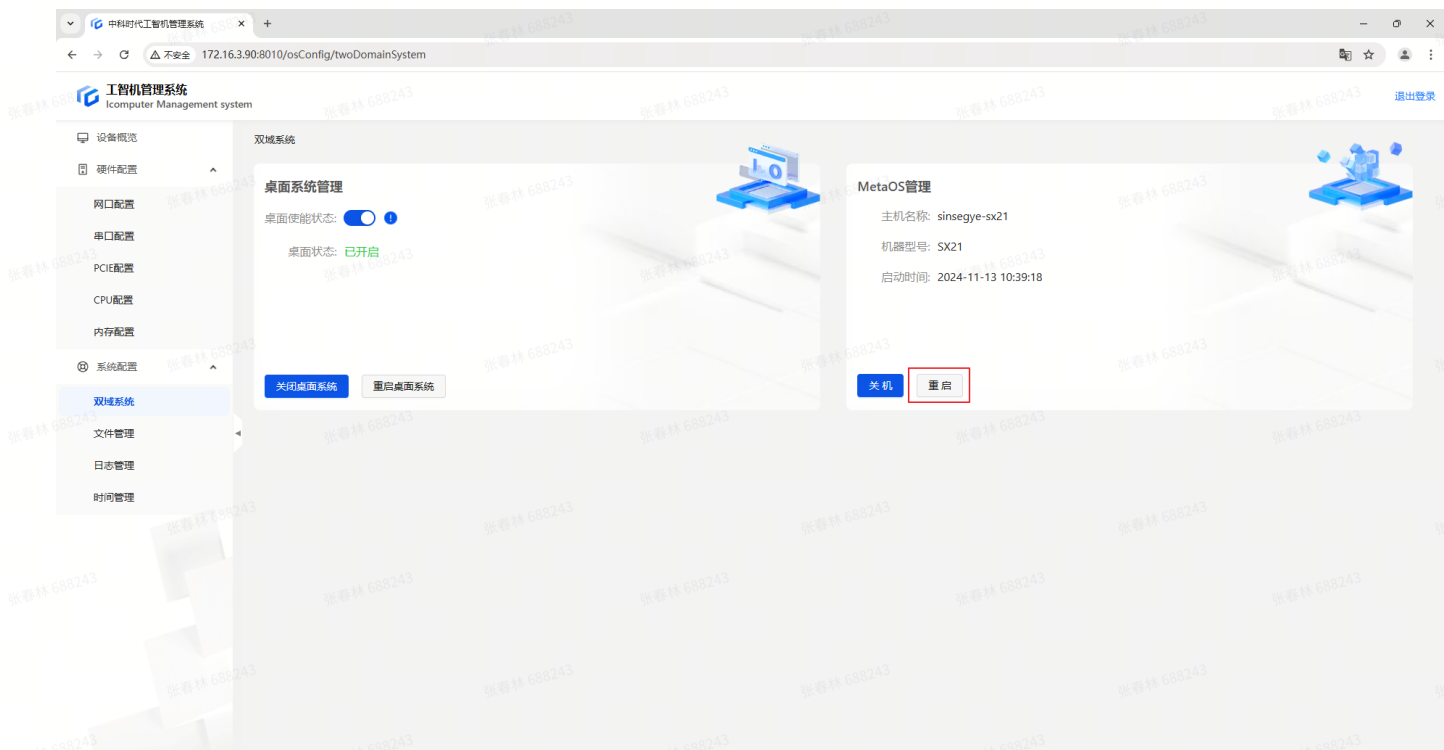 中科时代工智机管理系统
不安全 172.16.3.90:8010/osConfig/twoDomainSystem
工智机管理系统
Icomputer Management system
退出登录
设备概览
硬件配置
网口配置
串口配置
PCIE配置
CPU配置
内存配置
系统配置
双域系统
文件管理
日志管理
时间管理
双域系统
桌面系统管理
桌面使能状态:
桌面状态: 已开启
关闭桌面系统 重启桌面系统
MetaOS管理
主机名称: sinsegye-sx21
机器型号: SX21
启动时间: 2024-11-13 10:39:18
关 机 重 启
张春林 688243